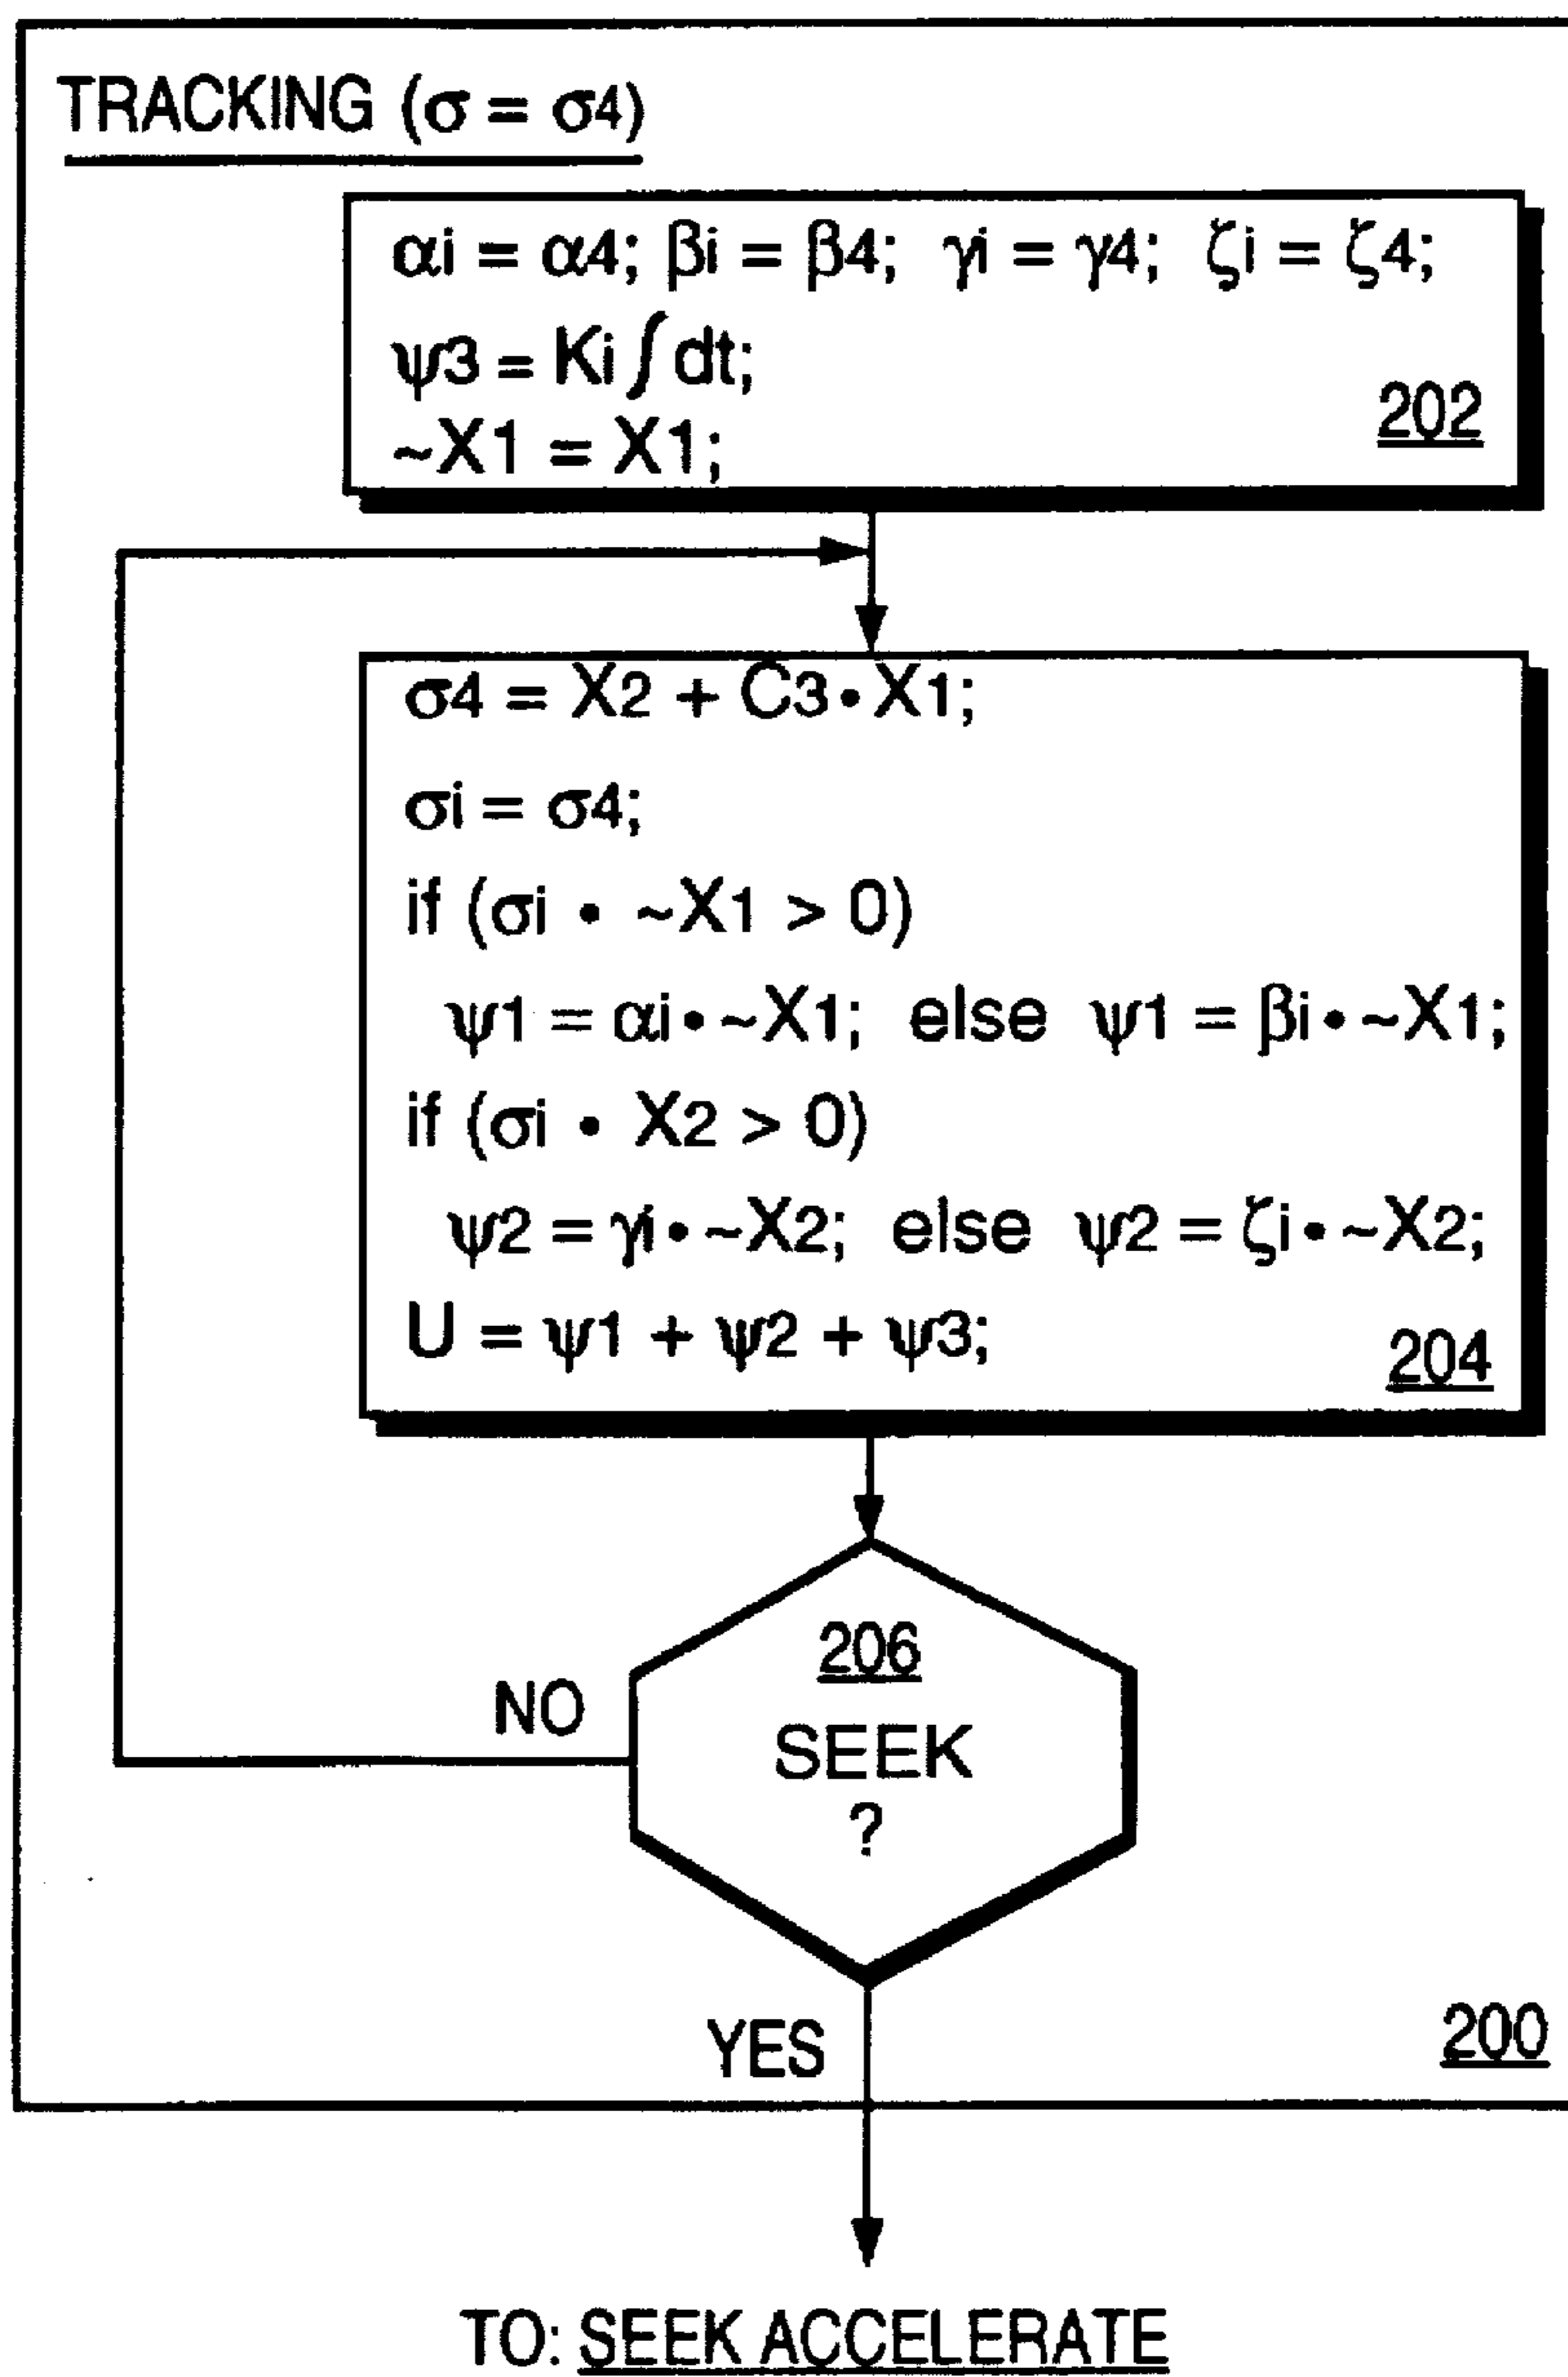 TRACKING (σ = σ4)
αi = α4; βi = β4; γi = γ4; ζi = ζ4;
ψ3 = Ki ∫ dt;
~X1 = X1;
202
σ4 = X2 + C3•X1;
σi = σ4;
if (σi • ~X1 > 0)
ψ1 = αi•~X1; else ψ1 = βi•~X1;
if (σi • X2 > 0)
ψ2 = γi•~X2; else ψ2 = ζi•~X2;
U = ψ1 + ψ2 + ψ3;
204
206
SEEK
?
NO
YES
200
TO: SEEK ACCELERATE